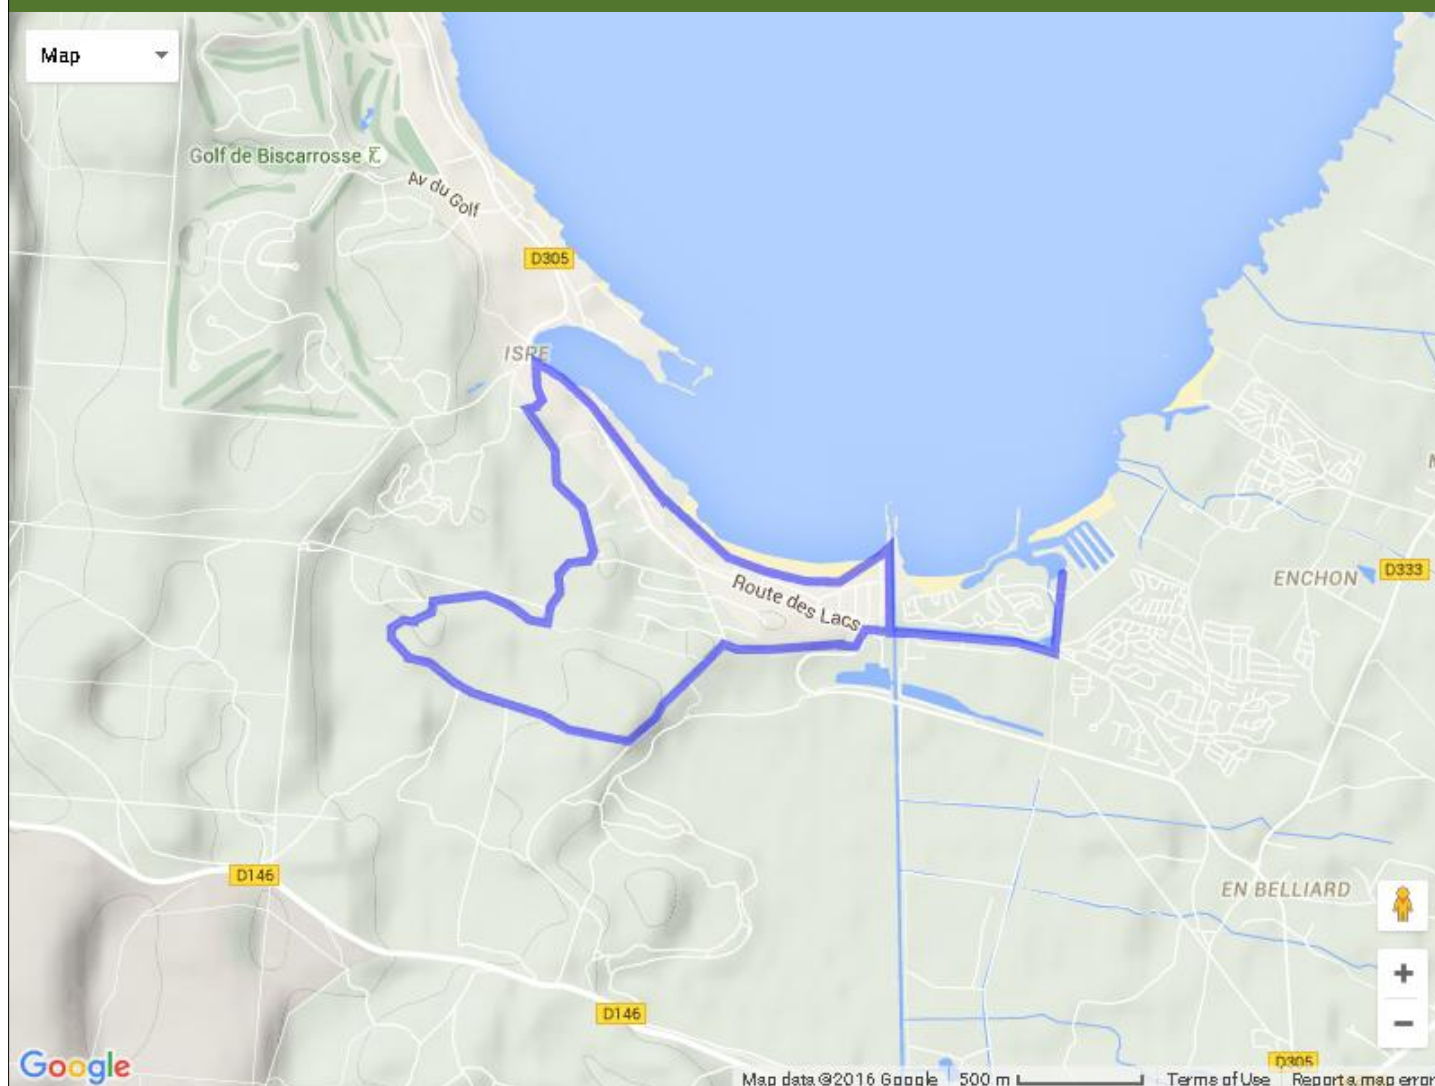 Map
Golf de Biscarrosse
Av du Golf
D305
ISPE
Route des Lacs
ENCHON
D333
D146
EN BELLIARD
D146
D305
Google
Map data ©2016 Google
500 m
Terms of Use
Report a map error